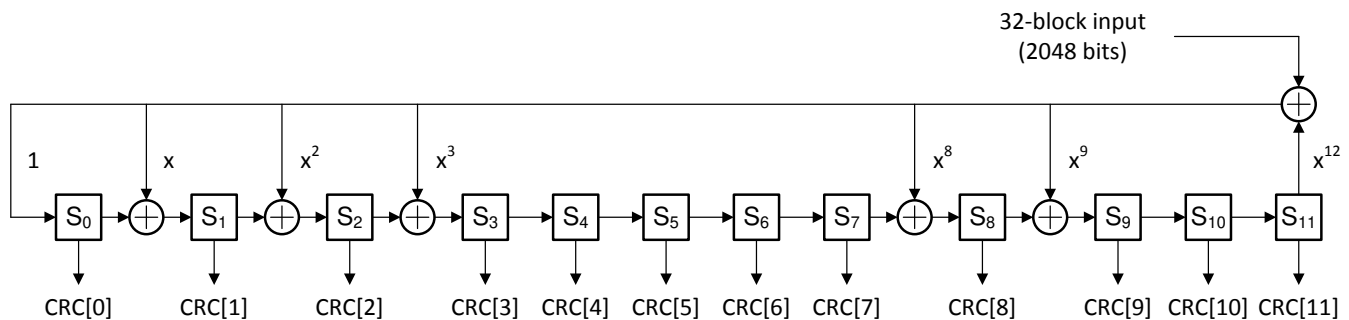 32-block input
(2048 bits)
1 x x² x³ x⁸ x⁹ x¹²
S₀ S₁ S₂ S₃ S₄ S₅ S₆ S₇ S₈ S₉ S₁₀ S₁₁
CRC[0] CRC[1] CRC[2] CRC[3] CRC[4] CRC[5] CRC[6] CRC[7] CRC[8] CRC[9] CRC[10] CRC[11]